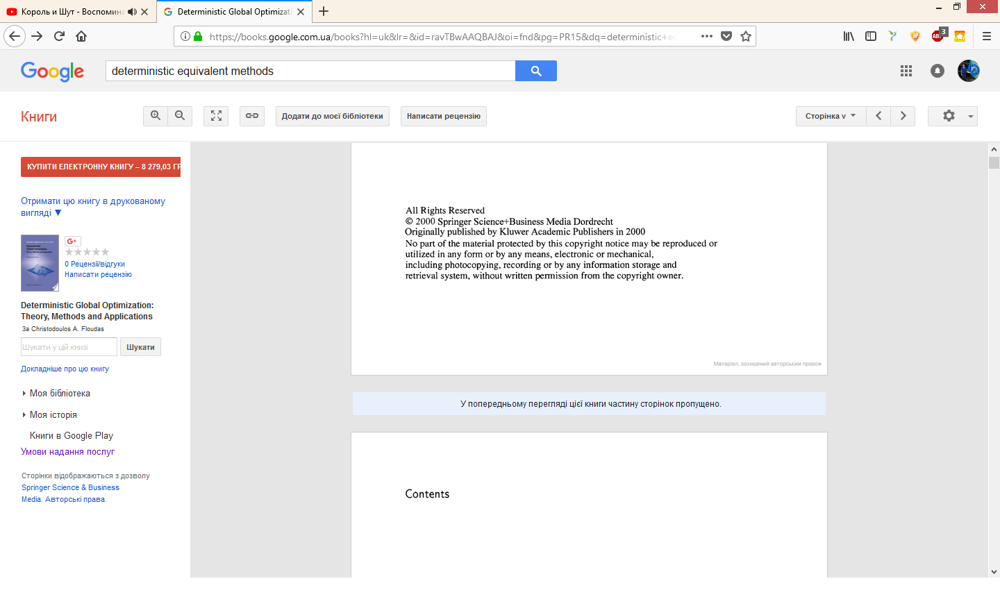 Король и Шут - Воспомина
Deterministic Global Optimizati
https://books.google.com.ua/books?hl=uk&lr=&id=ravTBwAAQBAJ&oi=fnd&pg=PR15&dq=deterministic+e
IP
ABP
3
Google
deterministic equivalent methods
Книги
Додати до моєї бібліотеки
Написати рецензію
Сторінка v
КУПИТИ ЕЛЕКТРОННУ КНИГУ – 8 279,03 ГР
Отримати цю книгу в друкованому
вигляді ▼
G+
0 Рецензії/відгуки
Написати рецензію
Deterministic Global Optimization:
Theory, Methods and Applications
За Christodoulos A. Floudas
Шукати у цій книзі
Шукати
Докладніше про цю книгу
Моя бібліотека
Моя історія
Книги в Google Play
Умови надання послуг
Сторінки відображаються з дозволу
Springer Science & Business
Media. Авторські права.
All Rights Reserved
© 2000 Springer Science+Business Media Dordrecht
Originally published by Kluwer Academic Publishers in 2000
No part of the material protected by this copyright notice may be reproduced or
utilized in any form or by any means, electronic or mechanical,
including photocopying, recording or by any information storage and
retrieval system, without written permission from the copyright owner.
Матеріал, захищений авторським правом
У попередньому перегляді цієї книги частину сторінок пропущено.
Contents